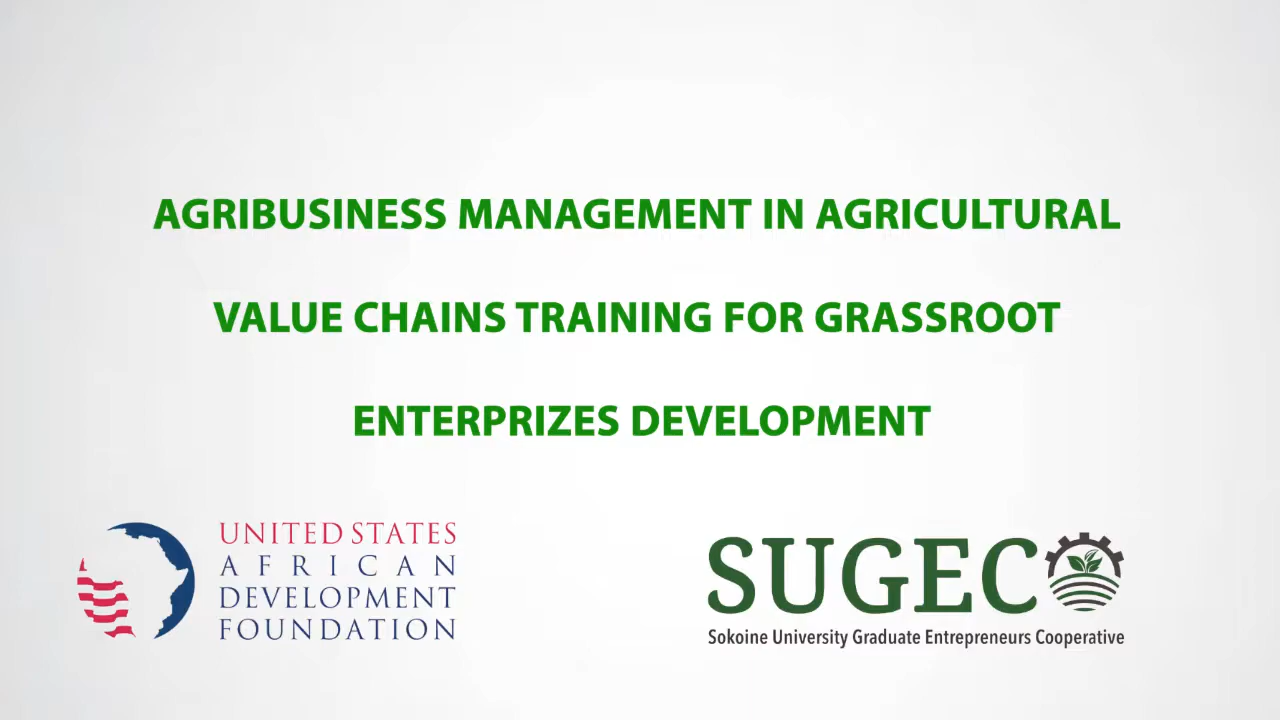 AGRIBUSINESS MANAGEMENT IN AGRICULTURAL
VALUE CHAINS TRAINING FOR GRASSROOT
ENTERPRIZES DEVELOPMENT
UNITED STATES
AFRICAN
DEVELOPMENT
FOUNDATION
SUGECO
Sokoine University Graduate Entrepreneurs Cooperative